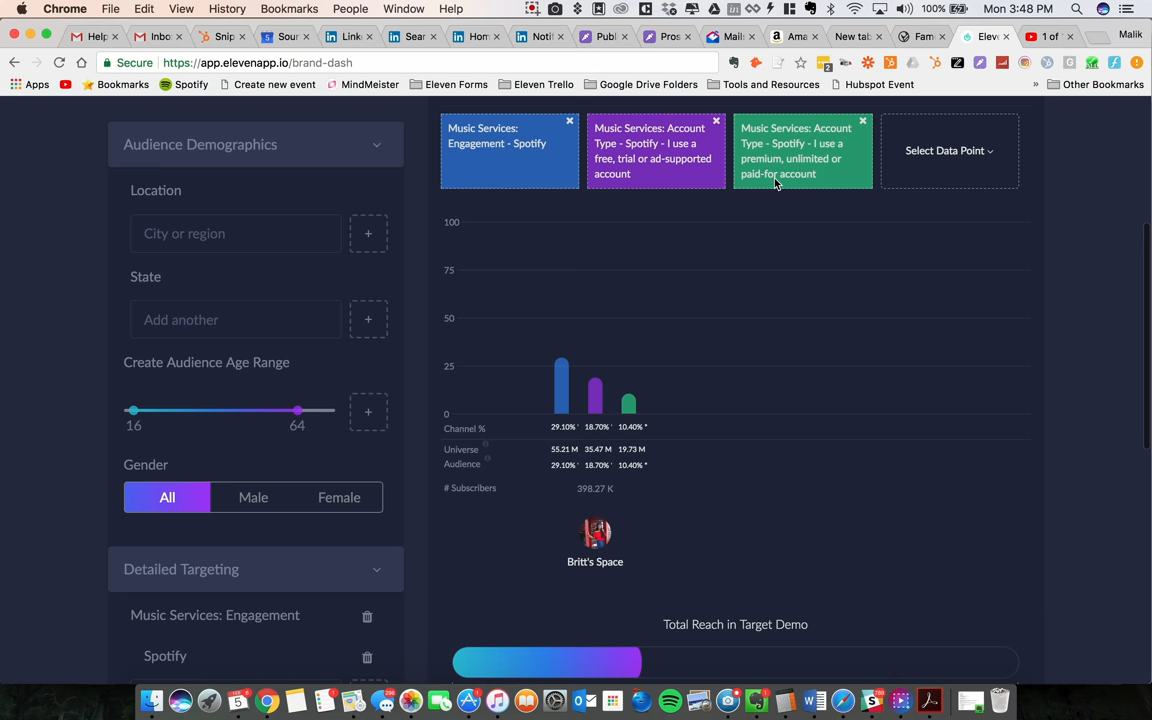 Chrome File Edit View History Bookmarks People Window Help 100% Mon 3:48 PM
Help Inbo Snip Sour Link Sear Hom Noti Publ Pros Mails Ama New tab Fam Elev 1 of Malik
Secure https://app.elevenapp.io/brand-dash
Apps Bookmarks Spotify Create new event MindMeister Eleven Forms Eleven Trello Google Drive Folders Tools and Resources Hubspot Event » Other Bookmarks
Audience Demographics
Location
City or region
+
State
Add another
+
Create Audience Age Range
+
16 64
Gender
All Male Female
Detailed Targeting
Music Services: Engagement
Spotify
Music Services:
Engagement - Spotify
Music Services: Account
Type - Spotify - I use a
free, trial or ad-supported
account
Music Services: Account
Type - Spotify - I use a
premium, unlimited or
paid-for account
Select Data Point
100
75
50
25
0
Channel % 29.10% 18.70% 10.40% *
Universe 55.21 M 35.47 M 19.73 M
Audience 29.10% 18.70% 10.40% *
# Subscribers 398.27 K
Britt's Space
Total Reach in Target Demo